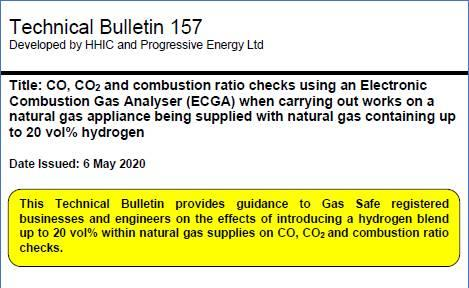 Technical Bulletin 157
Developed by HHIC and Progressive Energy Ltd
Title: CO, CO₂ and combustion ratio checks using an Electronic
Combustion Gas Analyser (ECGA) when carrying out works on a
natural gas appliance being supplied with natural gas containing up
to 20 vol% hydrogen
Date Issued: 6 May 2020
This Technical Bulletin provides guidance to Gas Safe registered
businesses and engineers on the effects of introducing a hydrogen blend
up to 20 vol% within natural gas supplies on CO, CO₂ and combustion ratio
checks.